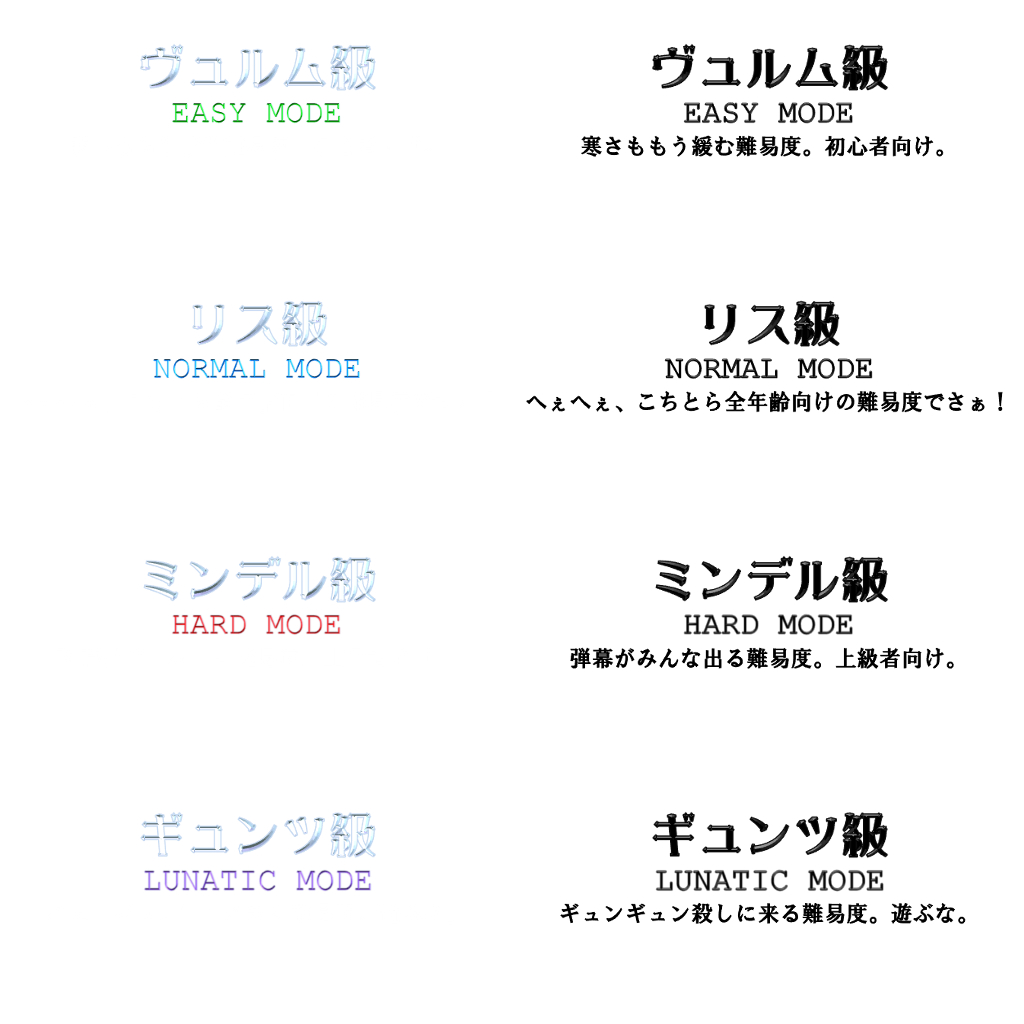 ヴュルム級
EASY MODE
ヴュルム級
EASY MODE
寒さももう緩む難易度。初心者向け。
リス級
NORMAL MODE
リス級
NORMAL MODE
へぇへぇ、こちとら全年齢向けの難易度でさぁ！
ミンデル級
HARD MODE
ミンデル級
HARD MODE
弾幕がみんな出る難易度。上級者向け。
ギュンツ級
LUNATIC MODE
ギュンツ級
LUNATIC MODE
ギュンギュン殺しに来る難易度。遊ぶな。